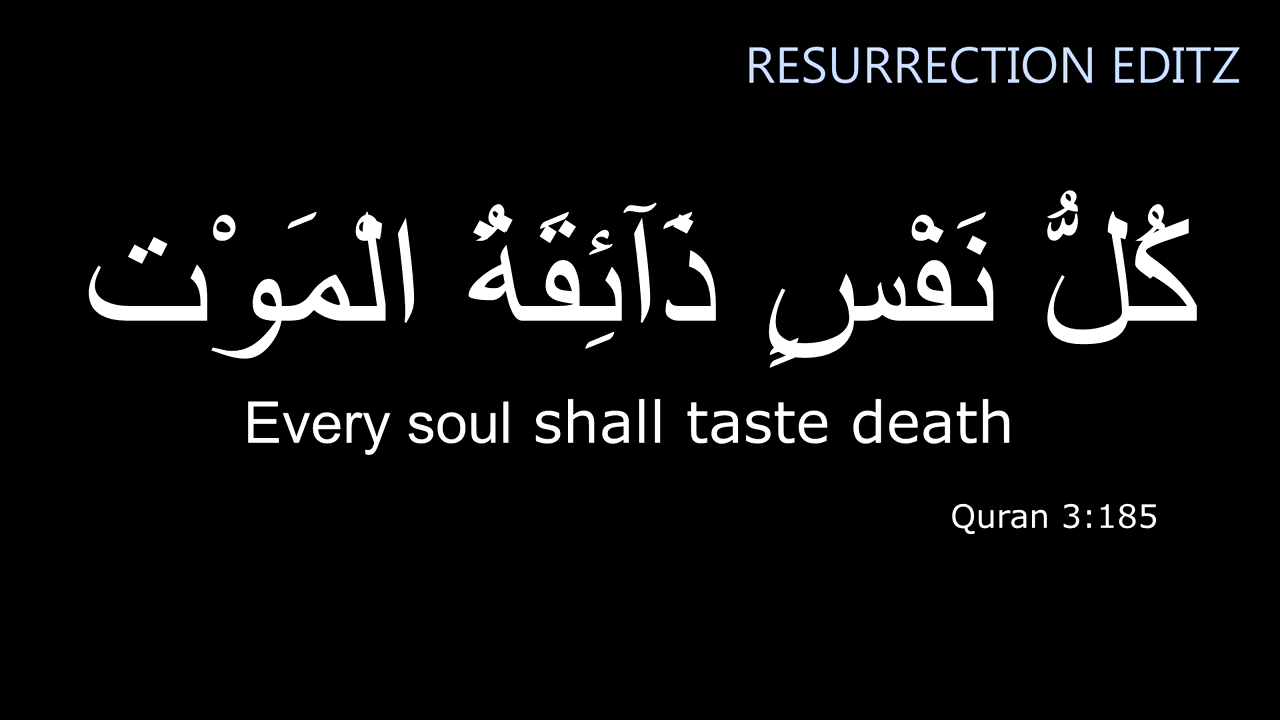 RESURRECTION EDITZ
كُلُّ نَفْسٍ ذَآئِقَةُ الْمَوْت
Every soul shall taste death
Quran 3:185